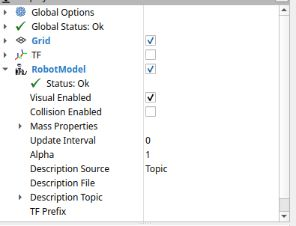 Global Options
Global Status: Ok
Grid
TF
RobotModel
Status: Ok
Visual Enabled
Collision Enabled
Mass Properties
Update Interval 0
Alpha 1
Description Source Topic
Description File
Description Topic
TF Prefix